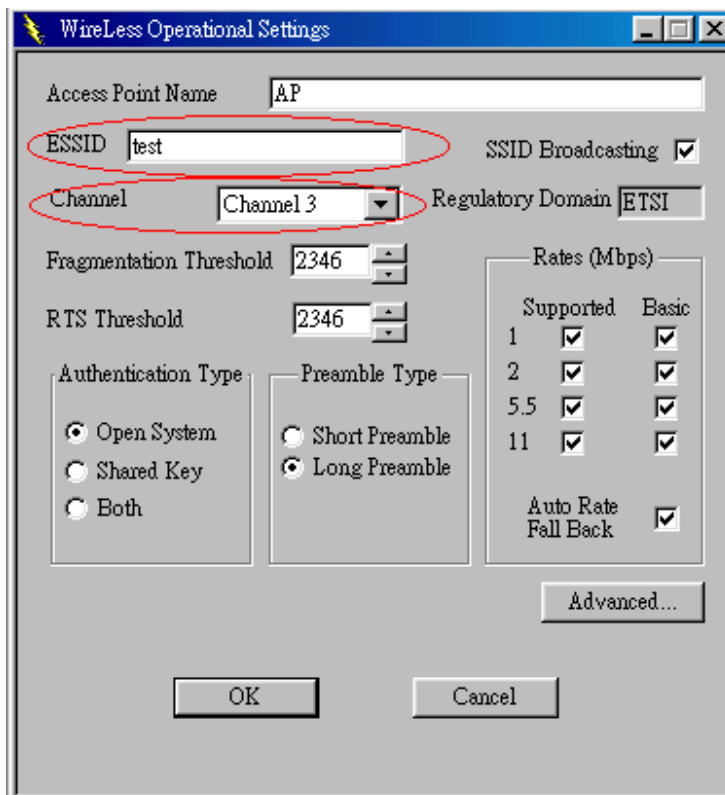 WireLess Operational Settings
Access Point Name AP
ESSID test
SSID Broadcasting
Channel Channel 3
Regulatory Domain ETSI
Fragmentation Threshold 2346
RTS Threshold 2346
Rates (Mbps)
Supported Basic
1
2
5.5
11
Auto Rate
Fall Back
Authentication Type
Open System
Shared Key
Both
Preamble Type
Short Preamble
Long Preamble
Advanced...
OK
Cancel